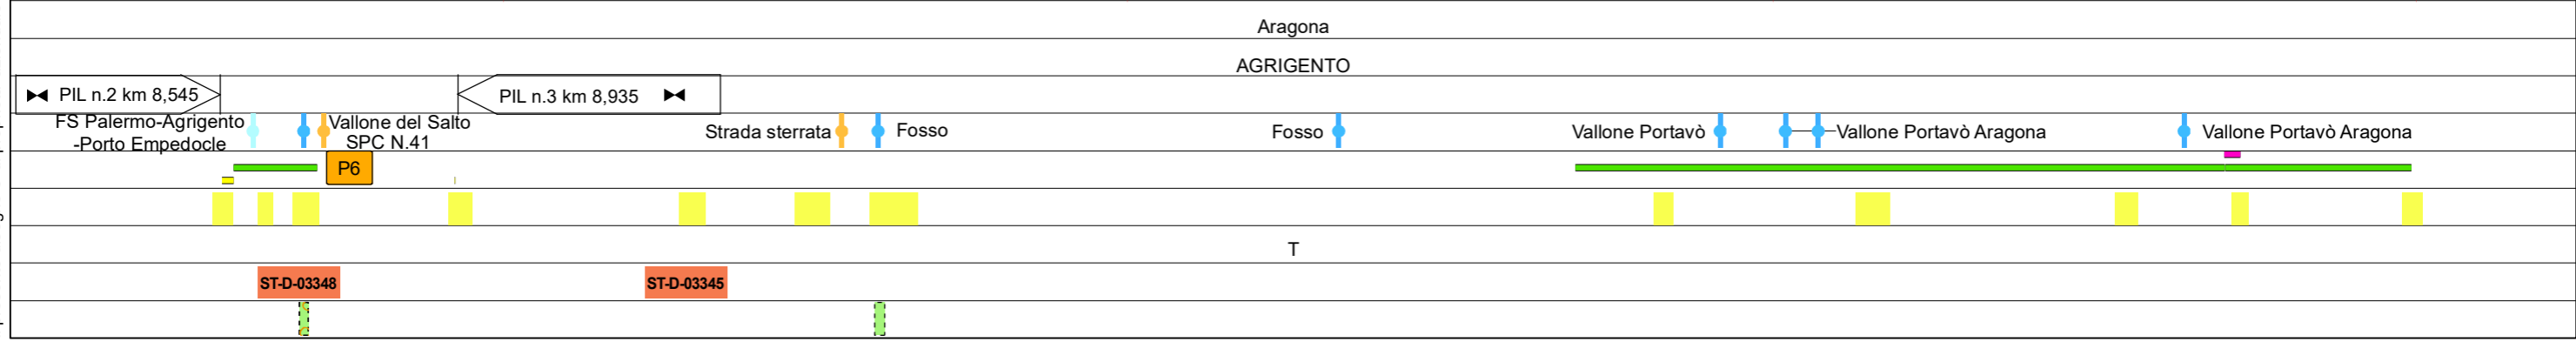 Aragona
AGRIGENTO
PIL n.2 km 8,545
PIL n.3 km 8,935
FS Palermo-Agrigento
-Porto Empedocle
Vallone del Salto
SPC N.41
Strada sterrata
Fosso
Fosso
Vallone Portavò
Vallone Portavò Aragona
Vallone Portavò Aragona
P6
T
ST-D-03348
ST-D-03345